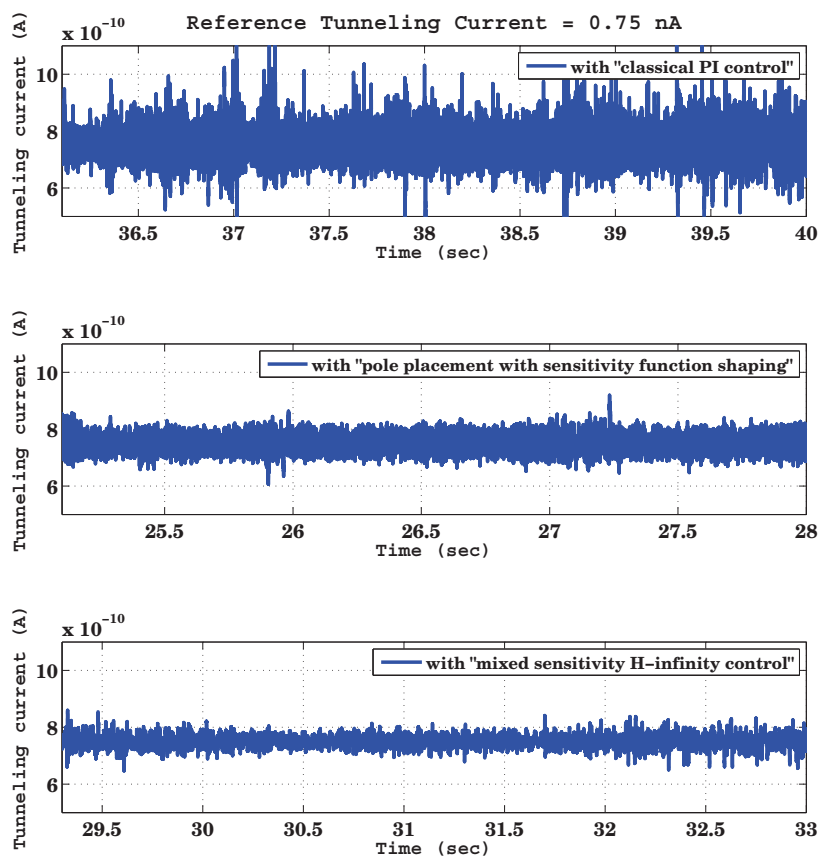 Reference Tunneling Current = 0.75 nA
x 10^-10
Tunneling current (A)
10
8
6
with "classical PI control"
36.5 37 37.5 38 38.5 39 39.5 40
Time (sec)
x 10^-10
Tunneling current (A)
10
8
6
with "pole placement with sensitivity function shaping"
25.5 26 26.5 27 27.5 28
Time (sec)
x 10^-10
Tunneling current (A)
10
8
6
with "mixed sensitivity H-infinity control"
29.5 30 30.5 31 31.5 32 32.5 33
Time (sec)